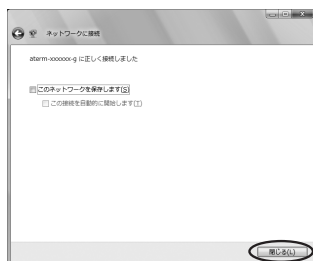 ネットワークに接続
aterm-xxxxxx-g に正しく接続しました
このネットワークを保存します(S)
この接続を自動的に開始します(T)
閉じる(L)